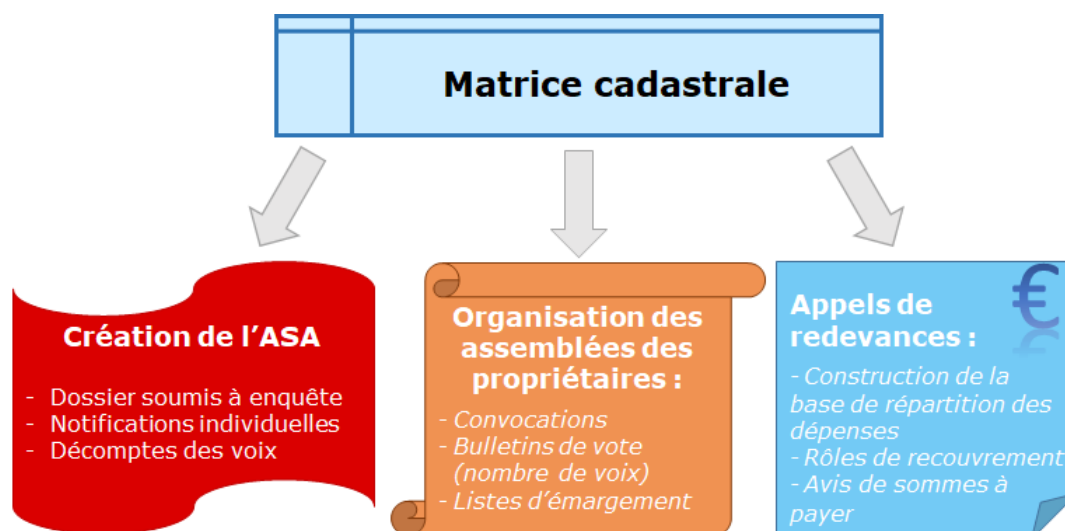 Matrice cadastrale
Création de l'ASA
- Dossier soumis à enquête
- Notifications individuelles
- Décomptes des voix
Organisation des
assemblées des
propriétaires :
- Convocations
- Bulletins de vote
(nombre de voix)
- Listes d'émargement
€
Appels de
redevances :
- Construction de la
base de répartition des
dépenses
- Rôles de recouvrement
- Avis de sommes à
payer